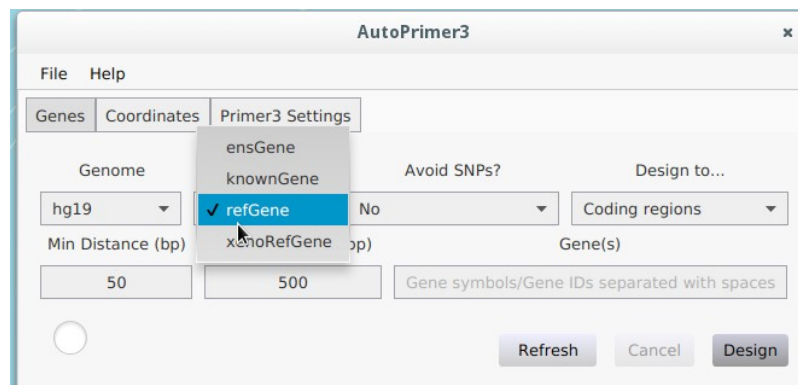 AutoPrimer3
File Help
Genes Coordinates Primer3 Settings
ensGene
Genome Avoid SNPs? Design to...
knownGene
hg19 ✓ refGene No Coding regions
Min Distance (bp) xenoRefGene Gene(s)
50 500 Gene symbols/Gene IDs separated with spaces
Refresh Cancel Design